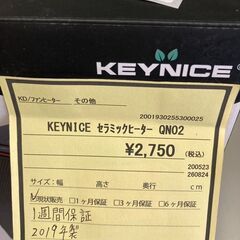 KEYNICE
KD/ファンヒーター その他
2001930255300025
KEYNICE セラミックヒーター QN02
¥2,750 (税込)
200523
260824
サイズ：幅 高さ 奥行 cm
現状販売 □1ヶ月保証 □3ヶ月保証 □6ヶ月保証
1週間保証
2019年製